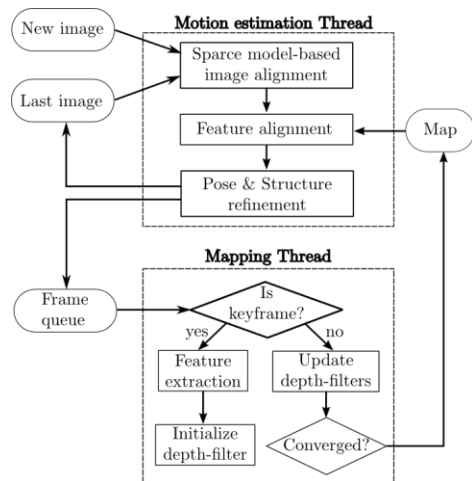 Motion estimation Thread
New image
Sparce model-based
image alignment
Last image
Feature alignment
Map
Pose & Structure
refinement
Mapping Thread
Frame
queue
Is
keyframe?
yes
no
Feature
extraction
Update
depth-filters
Initialize
depth-filter
Converged?